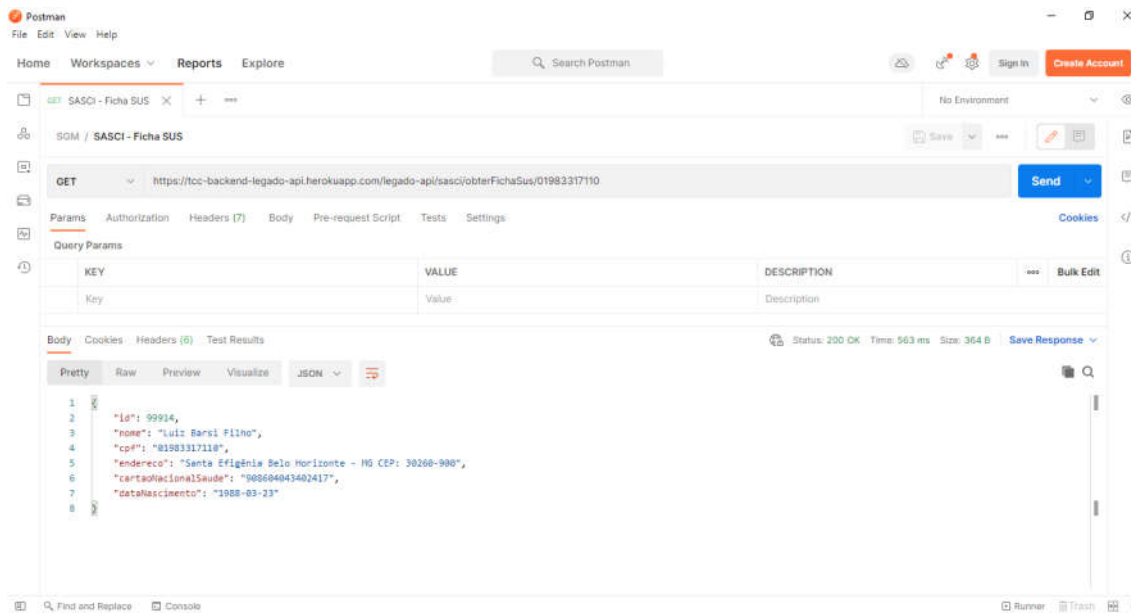 Postman
File Edit View Help
Home Workspaces Reports Explore Search Postman Sign In Create Account
GET SASCI - Ficha SUS No Environment
SGM / SASCI - Ficha SUS Save
GET https://tcc-backend-legado-api.herokuapp.com/legado-api/sasci/obterFichaSus/01983317110 Send
Params Authorization Headers (7) Body Pre-request Script Tests Settings Cookies
Query Params
KEY VALUE DESCRIPTION Bulk Edit
Key Value Description
Body Cookies Headers (6) Test Results Status: 200 OK Time: 563 ms Size: 364 B Save Response
Pretty Raw Preview Visualize JSON
1 {
2 "id": 99914,
3 "nome": "Luiz Barsi Filho",
4 "cpf": "01983317110",
5 "endereco": "Santa Efigênia Belo Horizonte - MG CEP: 30260-900",
6 "cartaoNacionalSaude": "908604043402417",
7 "dataNascimento": "1988-03-23"
8 }
Find and Replace Console Runner Trash